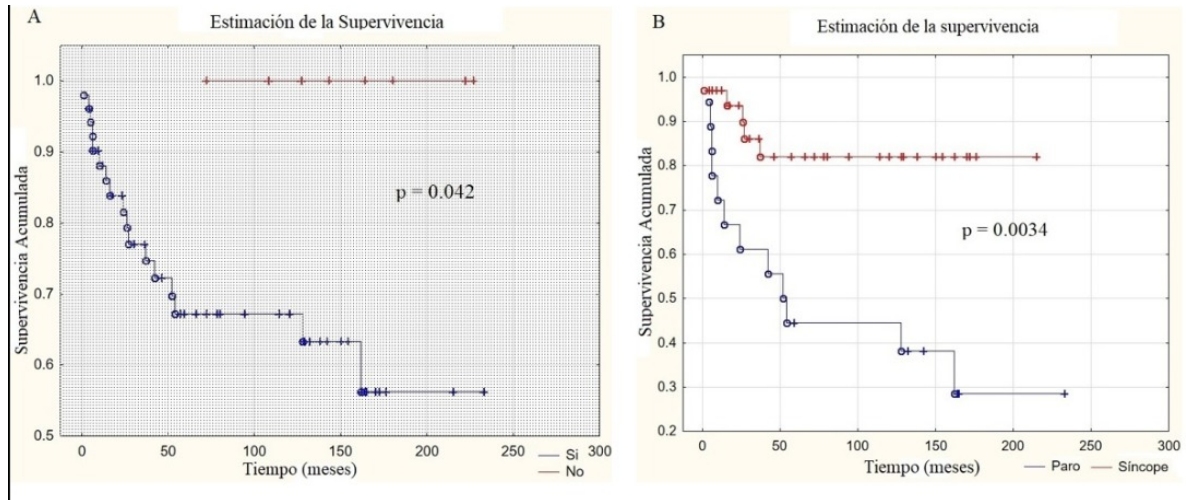 A
Estimación de la Supervivencia
Supervivencia Acumulada
1.0
0.9
0.8
0.7
0.6
0.5
p = 0.042
0 50 100 150 200 250 300
Tiempo (meses)
Si
No
B
Estimación de la supervivencia
Supervivencia Acumulada
1.0
0.9
0.8
0.7
0.6
0.5
0.4
0.3
0.2
p = 0.0034
0 50 100 150 200 250 300
Tiempo (meses)
Paro Síncope